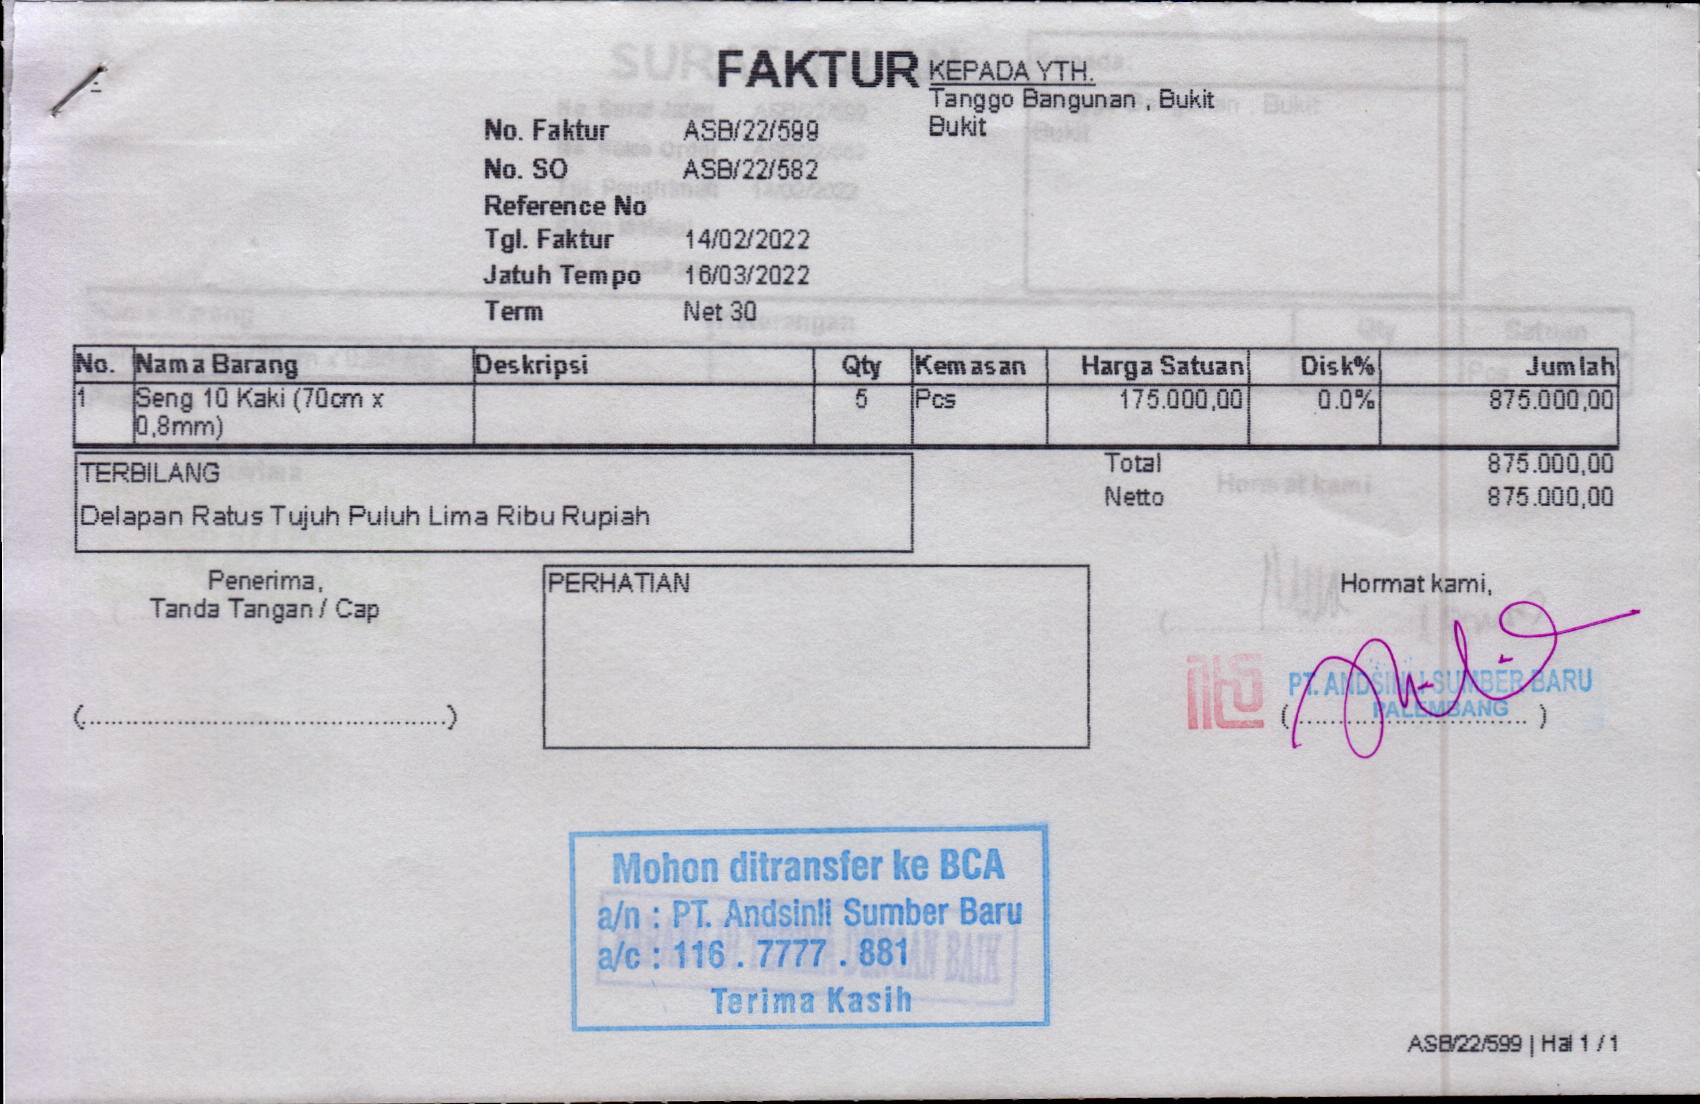 FAKTUR
KEPADA YTH.
Tanggo Bangunan , Bukit
Bukit
No. Faktur ASB/22/599
No. SO ASB/22/582
Reference No
Tgl. Faktur 14/02/2022
Jatuh Tempo 16/03/2022
Term Net 30
No. Nama Barang Deskripsi Qty Kemasan Harga Satuan Disk% Jumlah
1 Seng 10 Kaki (70cm x 5 Pcs 175.000,00 0.0% 875.000,00
0,8mm)
TERBILANG
Delapan Ratus Tujuh Puluh Lima Ribu Rupiah
Total 875.000,00
Netto 875.000,00
Penerima,
Tanda Tangan / Cap
(................................................)
PERHATIAN
Hormat kami,
PT. ANDSINLI SUMBER BARU
PALEMBANG
(................................)
Mohon ditransfer ke BCA
a/n : PT. Andsinli Sumber Baru
a/c : 116 . 7777 . 881
Terima Kasih
ASB/22/599 | Hal 1 / 1